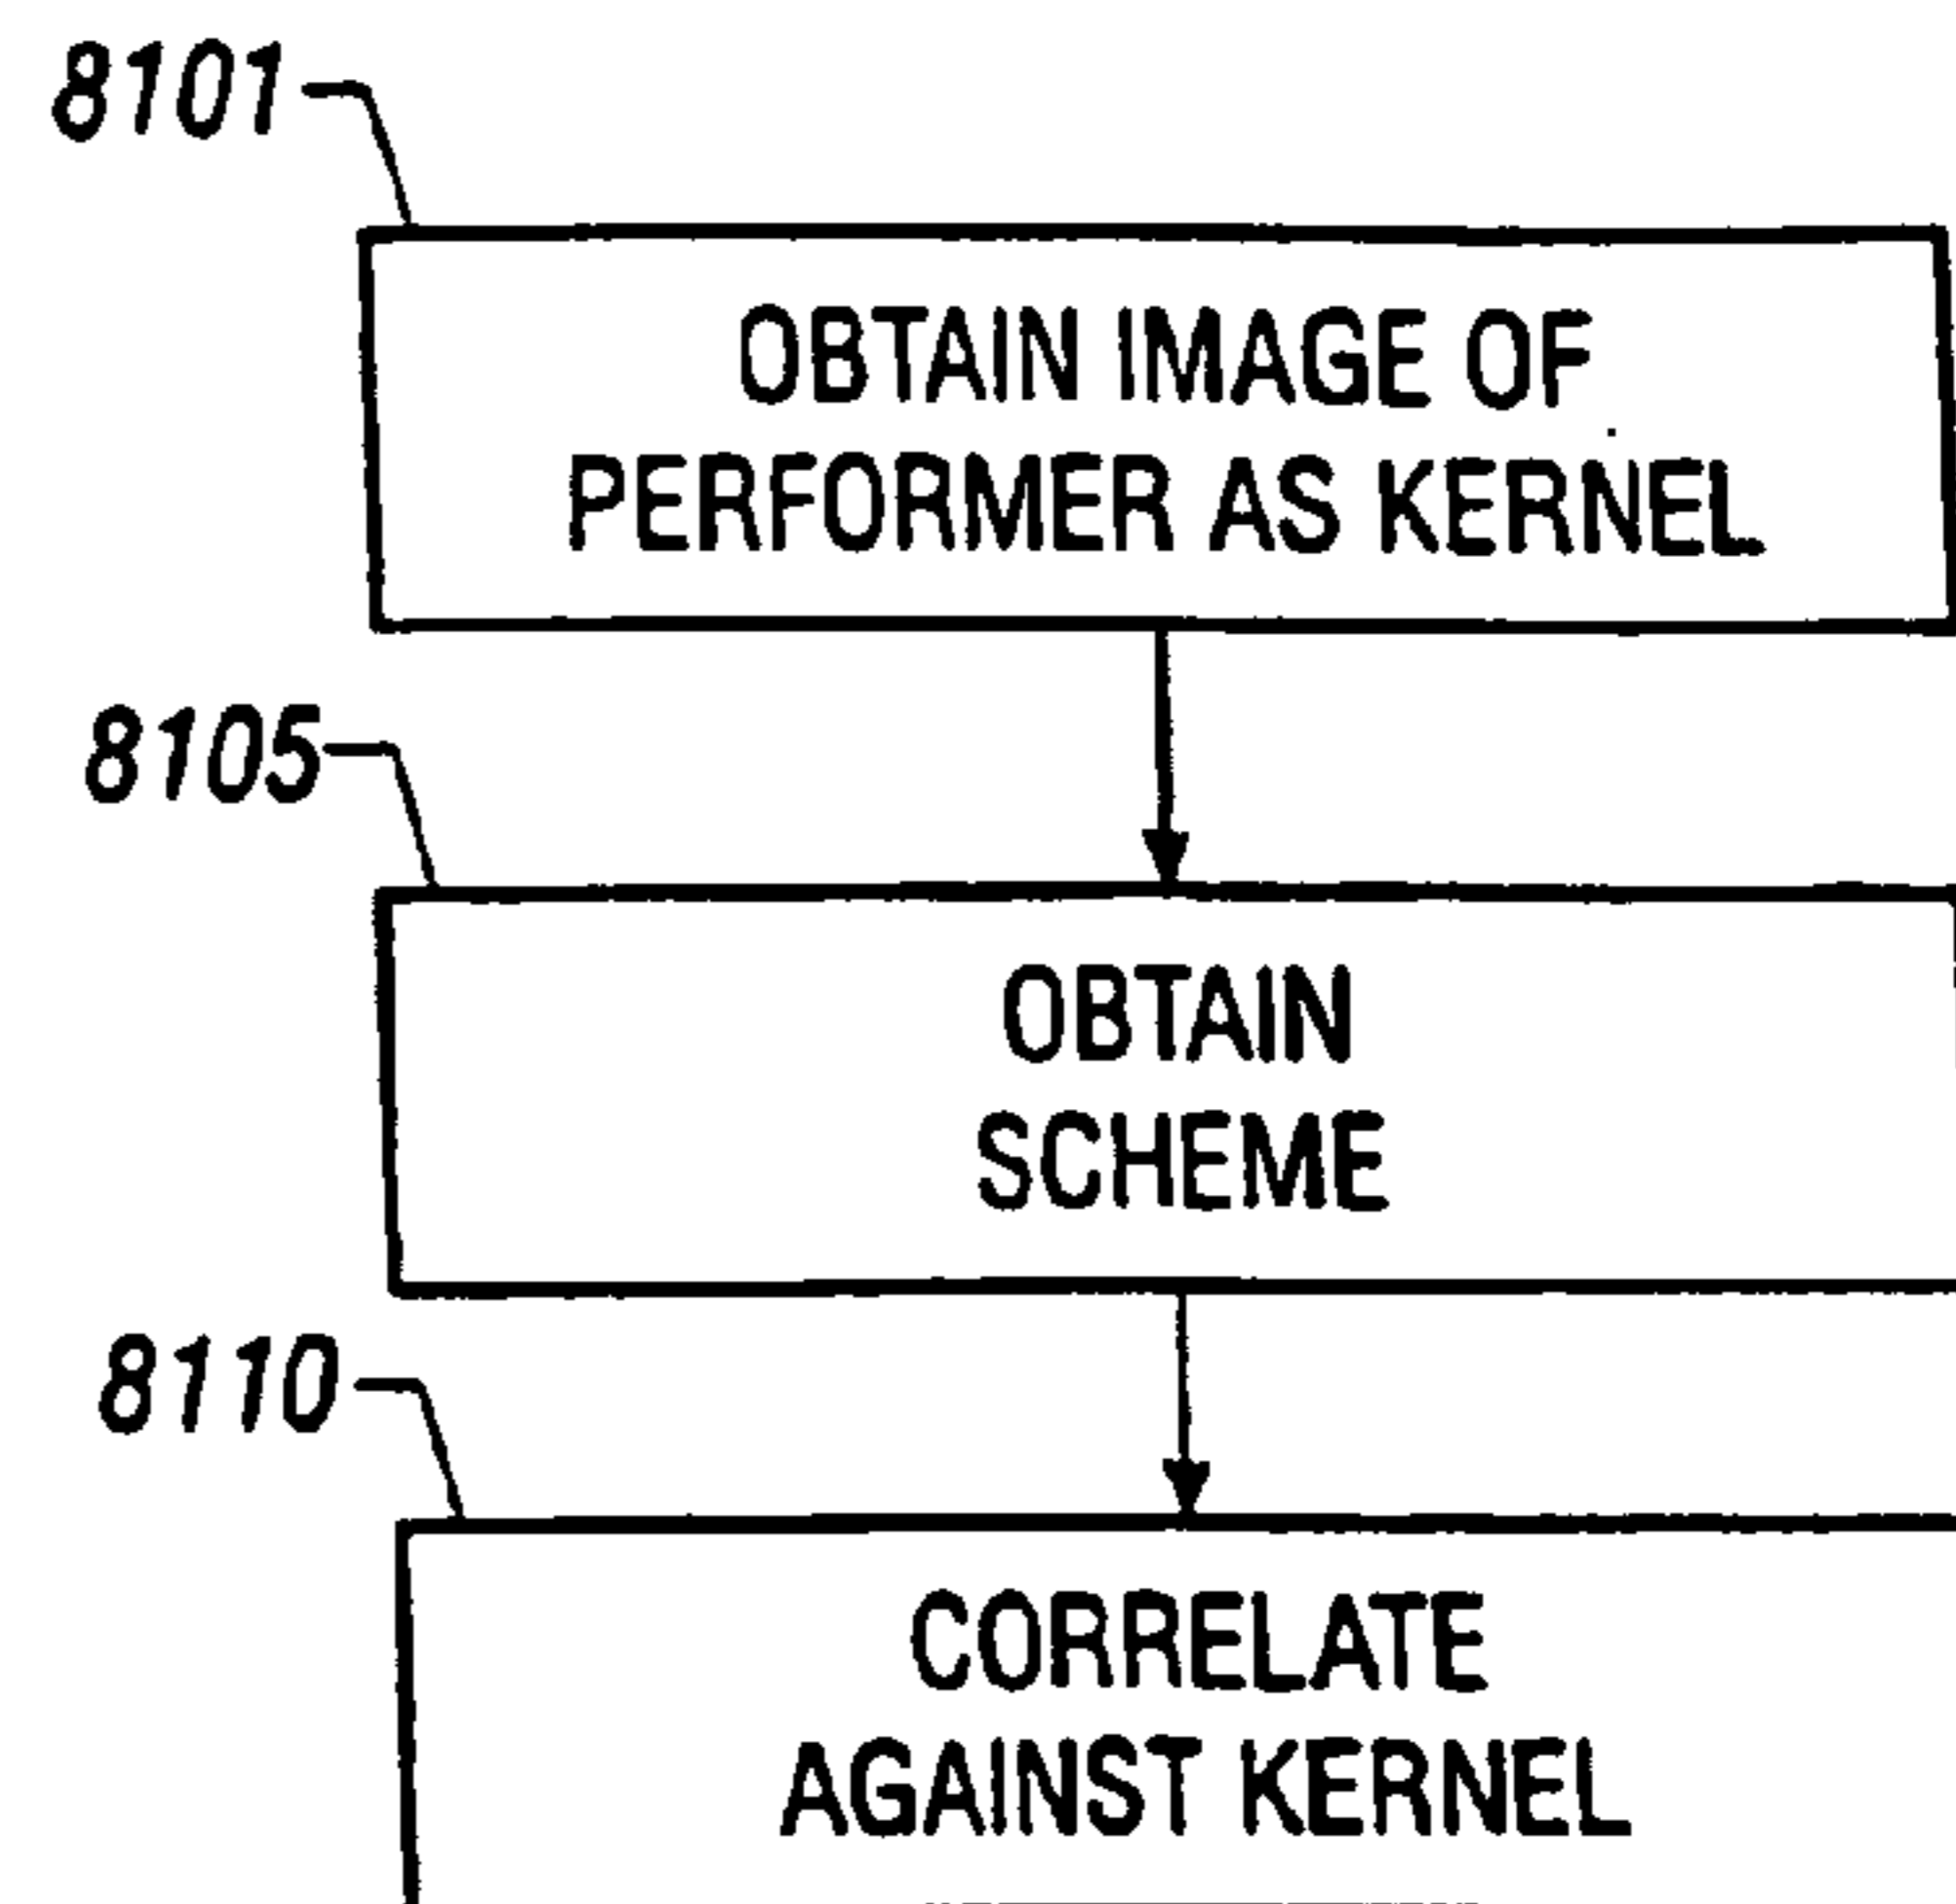 8101
OBTAIN IMAGE OF
PERFORMER AS KERNEL
8105
OBTAIN
SCHEME
8110
CORRELATE
AGAINST KERNEL